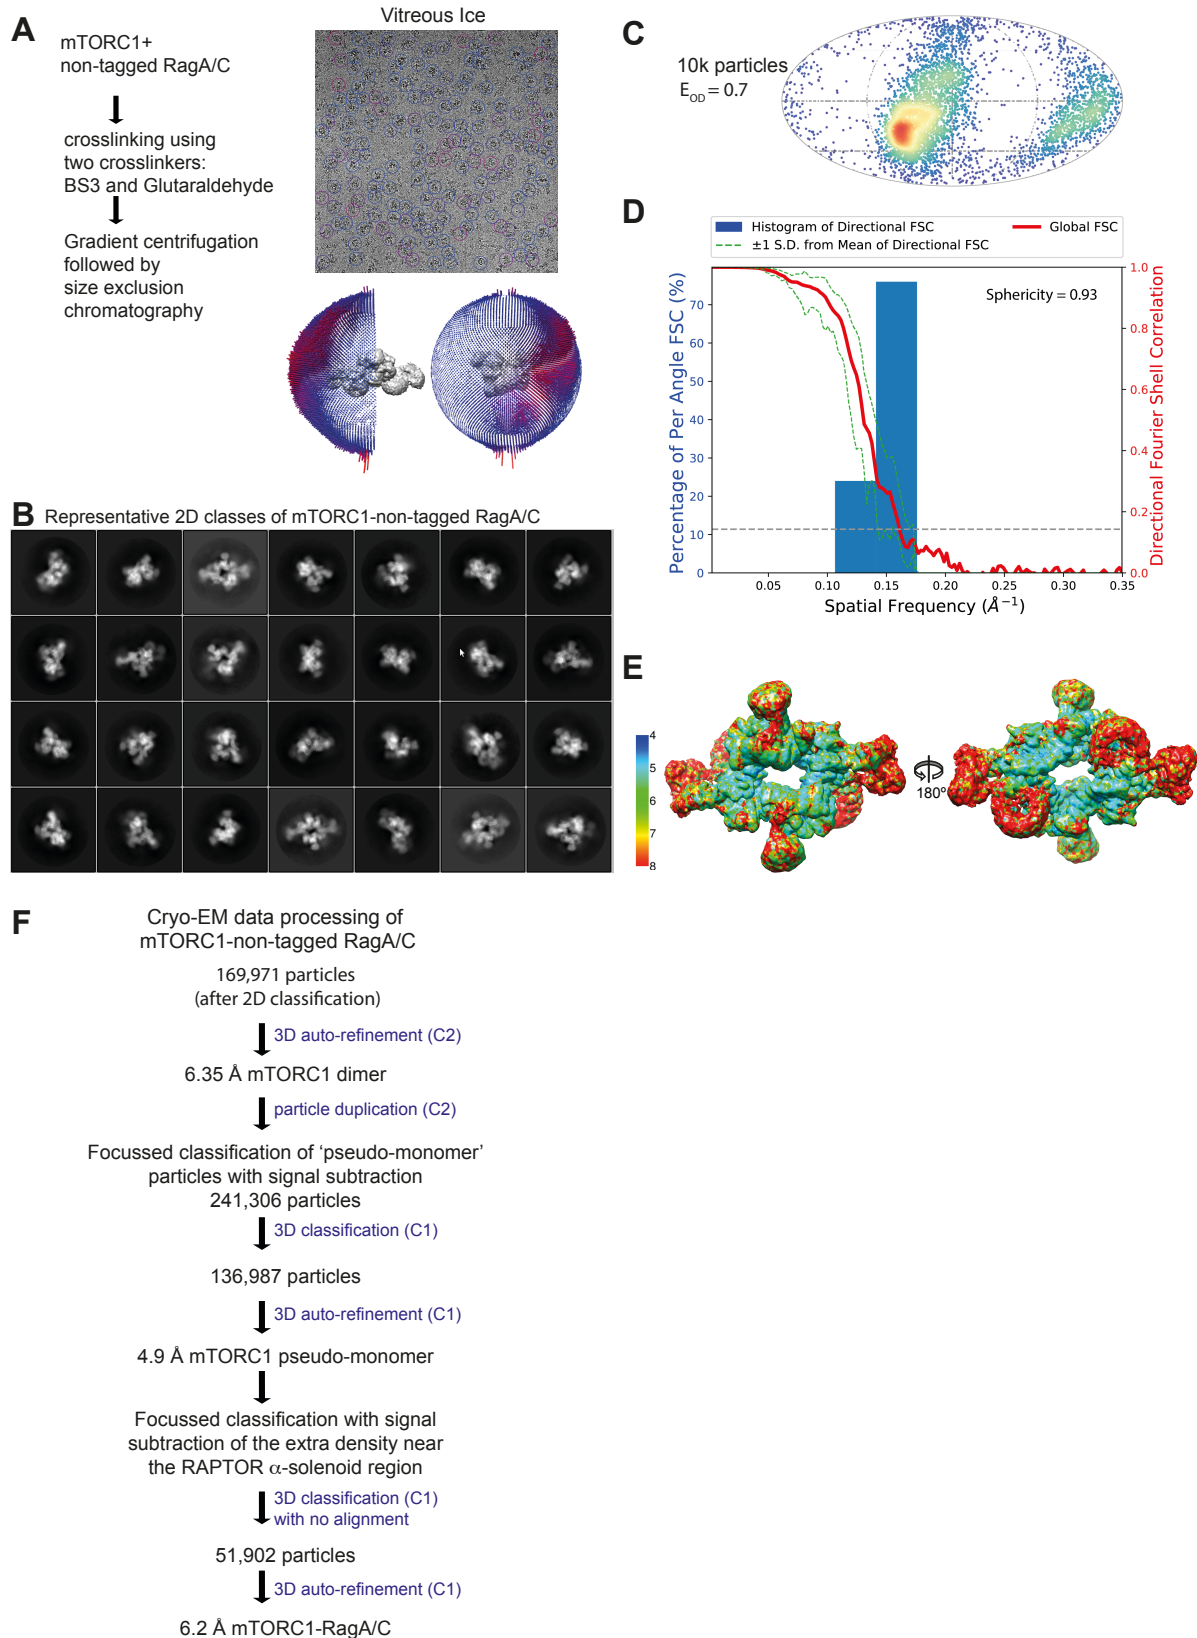 A
mTORC1+
non-tagged RagA/C
crosslinking using
two crosslinkers:
BS3 and Glutaraldehyde
Gradient centrifugation
followed by
size exclusion
chromatography
Vitreous Ice
B Representative 2D classes of mTORC1-non-tagged RagA/C
C
10k particles
E_OD = 0.7
D
Histogram of Directional FSC
Global FSC
±1 S.D. from Mean of Directional FSC
Sphericity = 0.93
Percentage of Per Angle FSC (%)
70
60
50
40
30
20
10
0
Directional Fourier Shell Correlation
1.0
0.8
0.6
0.4
0.2
0.0
0.05 0.10 0.15 0.20 0.25 0.30 0.35
Spatial Frequency (Å⁻¹)
E
4
5
6
7
8
180º
F
Cryo-EM data processing of
mTORC1-non-tagged RagA/C
169,971 particles
(after 2D classification)
3D auto-refinement (C2)
6.35 Å mTORC1 dimer
particle duplication (C2)
Focussed classification of ‘pseudo-monomer’
particles with signal subtraction
241,306 particles
3D classification (C1)
136,987 particles
3D auto-refinement (C1)
4.9 Å mTORC1 pseudo-monomer
Focussed classification with signal
subtraction of the extra density near
the RAPTOR α-solenoid region
3D classification (C1)
with no alignment
51,902 particles
3D auto-refinement (C1)
6.2 Å mTORC1-RagA/C